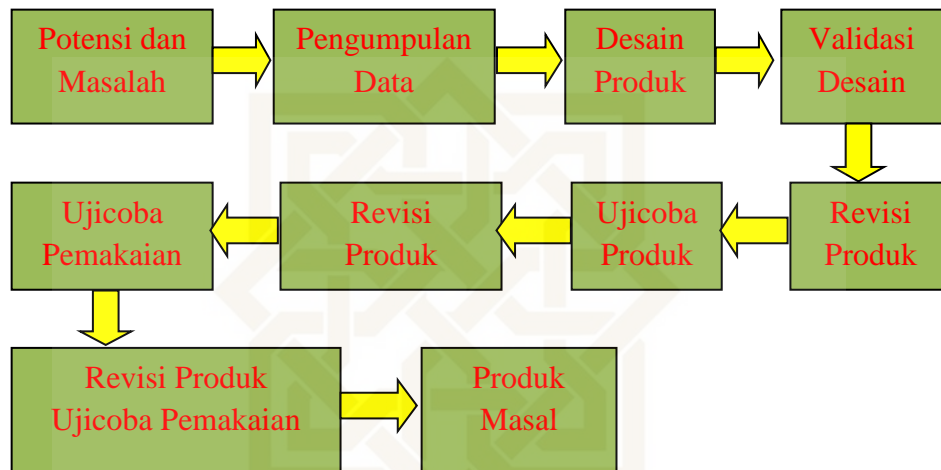 Potensi dan
Masalah
Pengumpulan
Data
Desain
Produk
Validasi
Desain
Revisi
Produk
Ujicoba
Produk
Revisi
Produk
Ujicoba
Pemakaian
Revisi Produk
Ujicoba Pemakaian
Produk
Masal